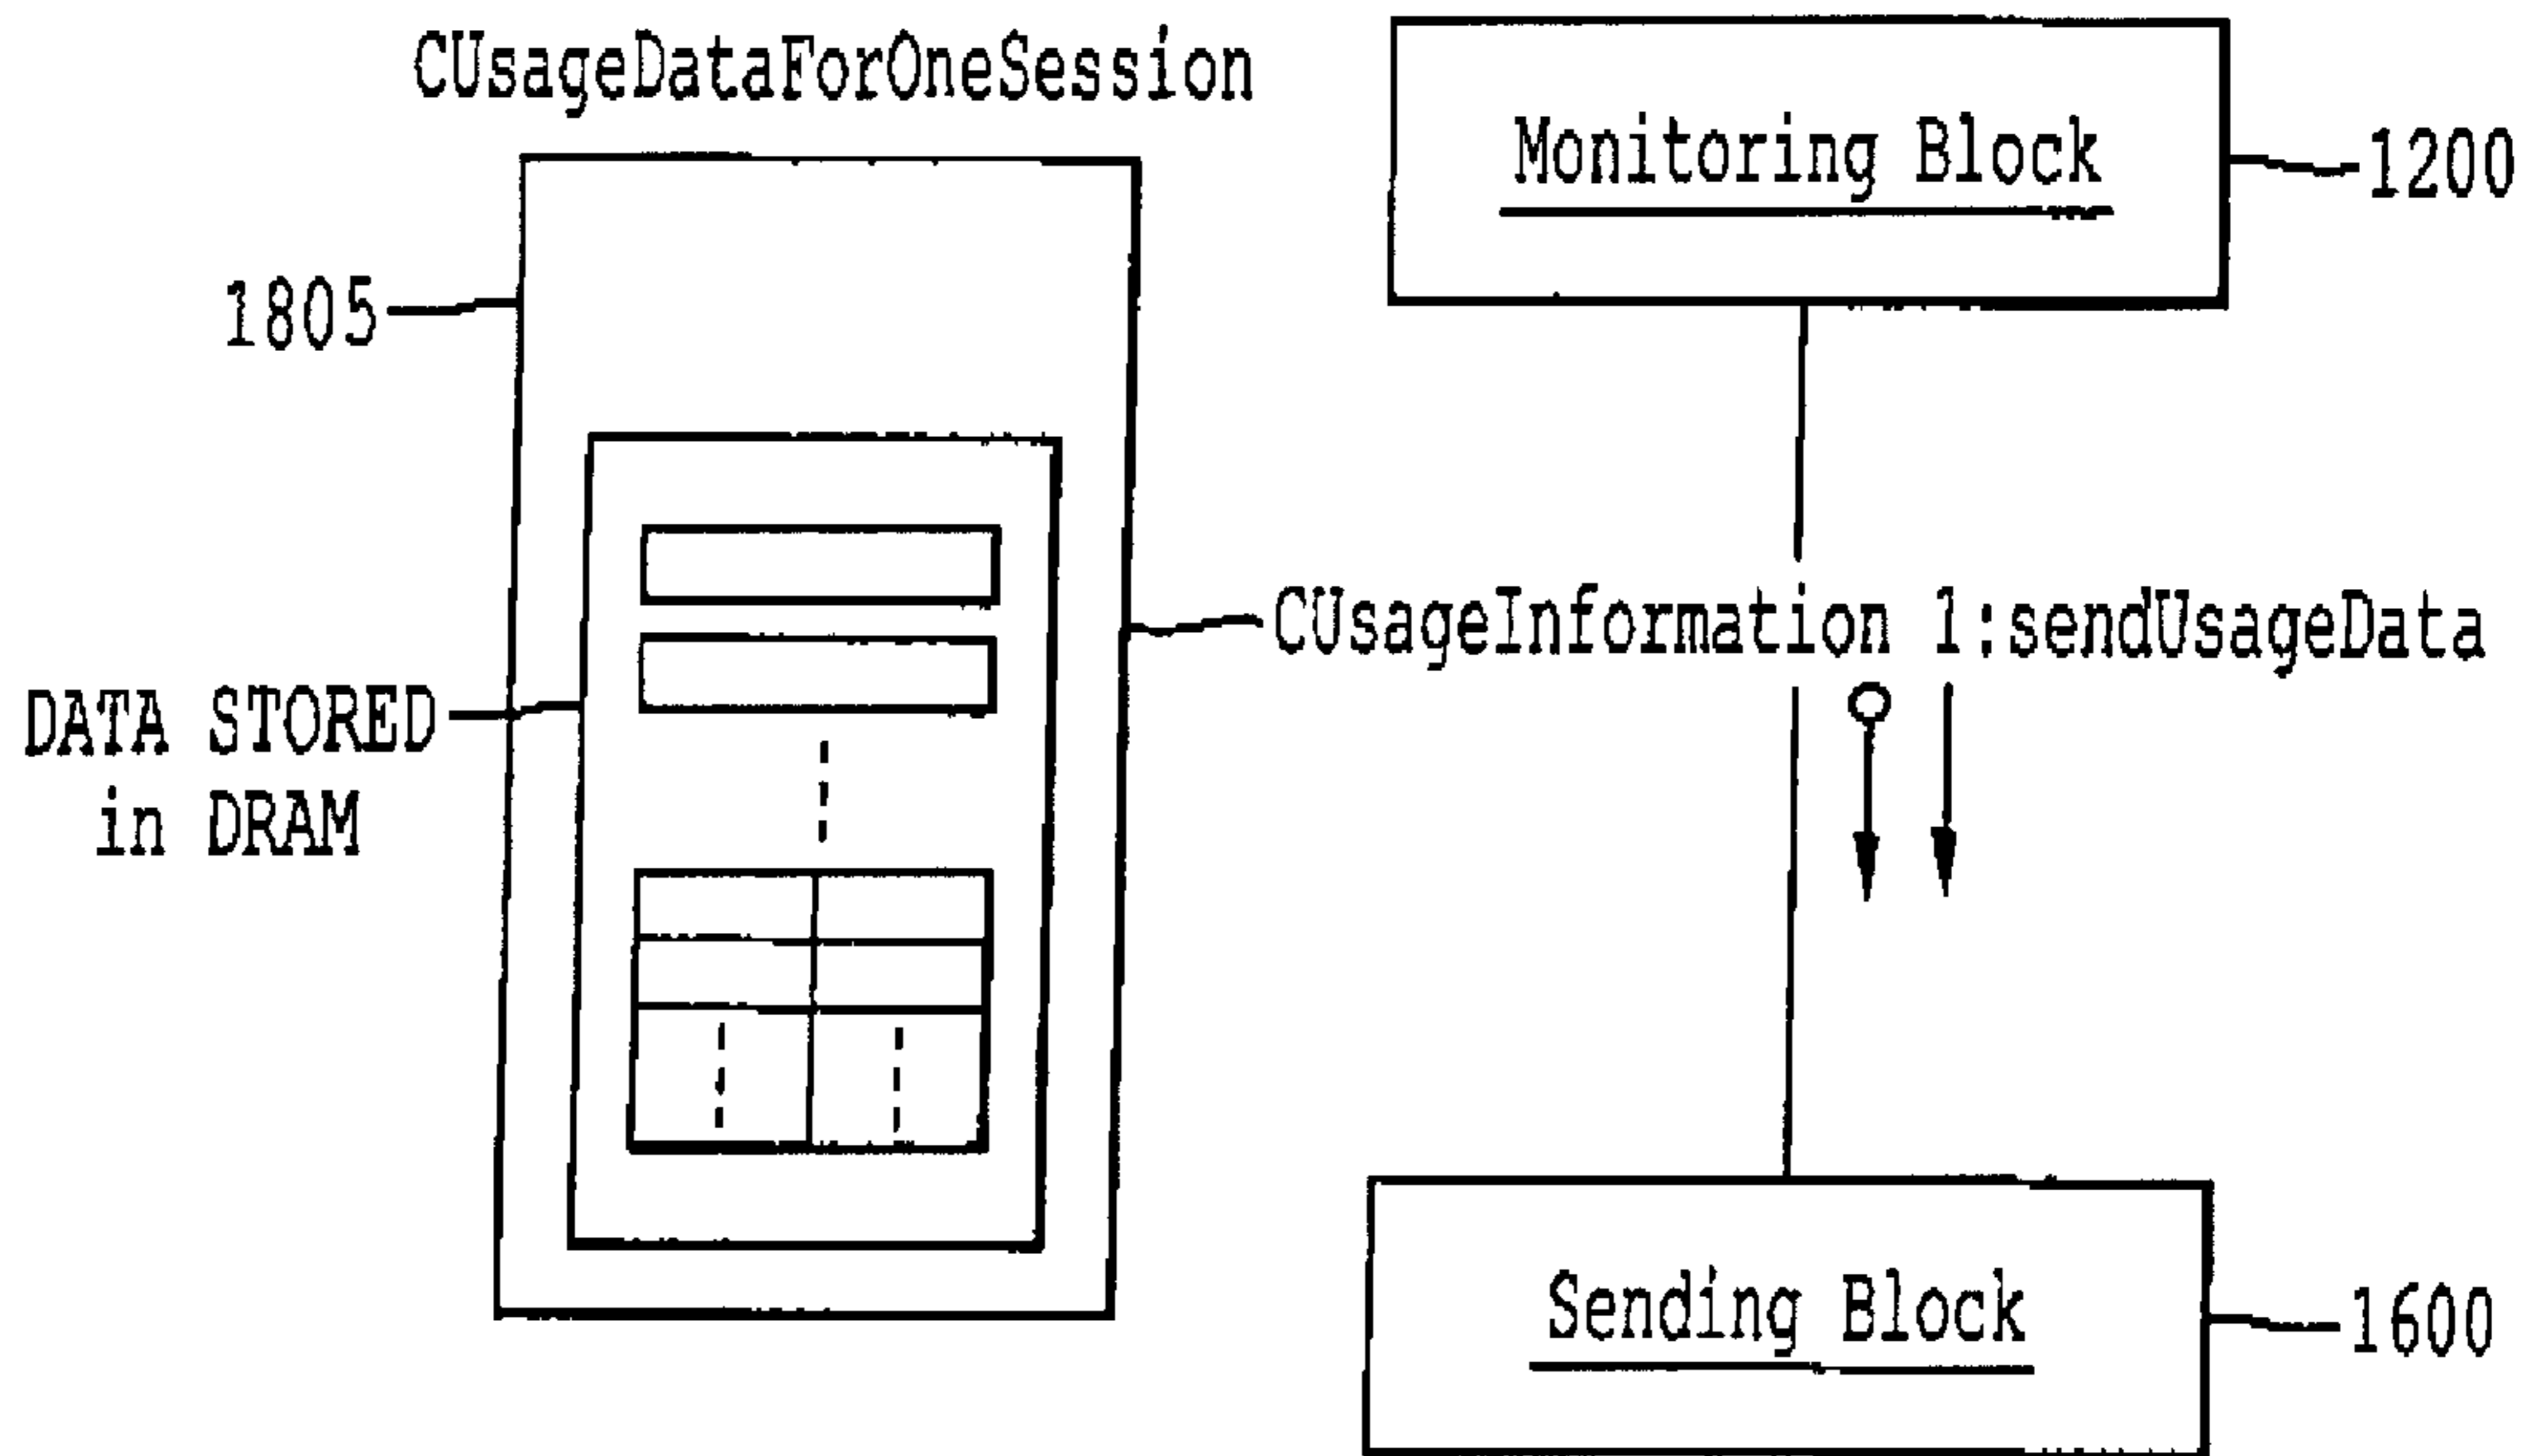 CUsageDataForOneSession
Monitoring Block
1200
1805
CUsageInformation 1:sendUsageData
DATA STORED
in DRAM
Sending Block
1600